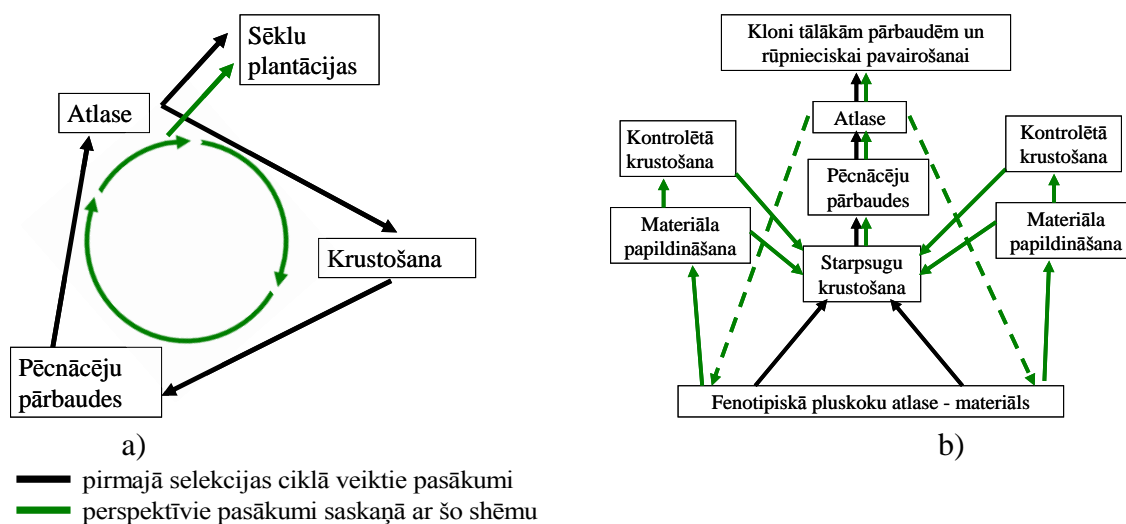 Sēklu
plantācijas
Atlase
Krustošana
Pēcnācēju
pārbaudes
a)
Kloni tālākām pārbaudēm un
rūpnieciskai pavairošanai
Atlase
Kontrolētā
krustošana
Kontrolētā
krustošana
Pēcnācēju
pārbaudes
Materiāla
papildināšana
Materiāla
papildināšana
Starpsugu
krustošana
Fenotipiskā pluskoku atlase - materiāls
b)
pirmajā selekcijas ciklā veiktie pasākumi
perspektīvie pasākumi saskaņā ar šo shēmu